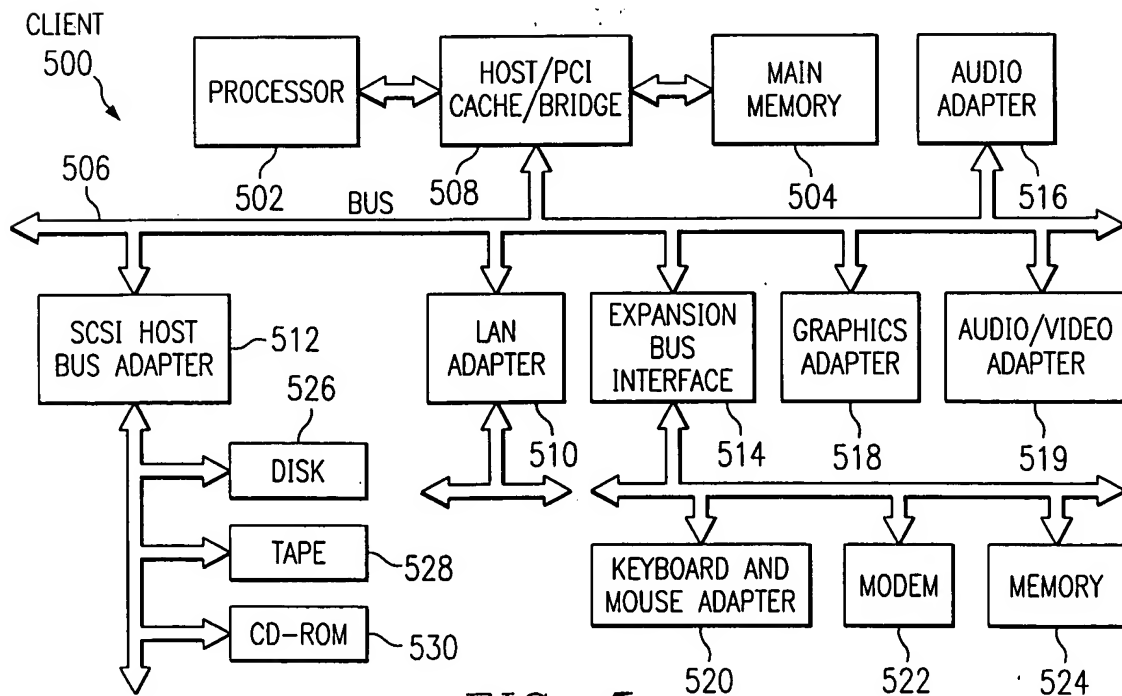 CLIENT
500
PROCESSOR
502
HOST/PCI
CACHE/BRIDGE
508
MAIN
MEMORY
504
AUDIO
ADAPTER
516
506
BUS
SCSI HOST
BUS ADAPTER
512
LAN
ADAPTER
510
EXPANSION
BUS
INTERFACE
514
GRAPHICS
ADAPTER
518
AUDIO/VIDEO
ADAPTER
519
526
DISK
TAPE
528
CD-ROM
530
KEYBOARD AND
MOUSE ADAPTER
520
MODEM
522
MEMORY
524